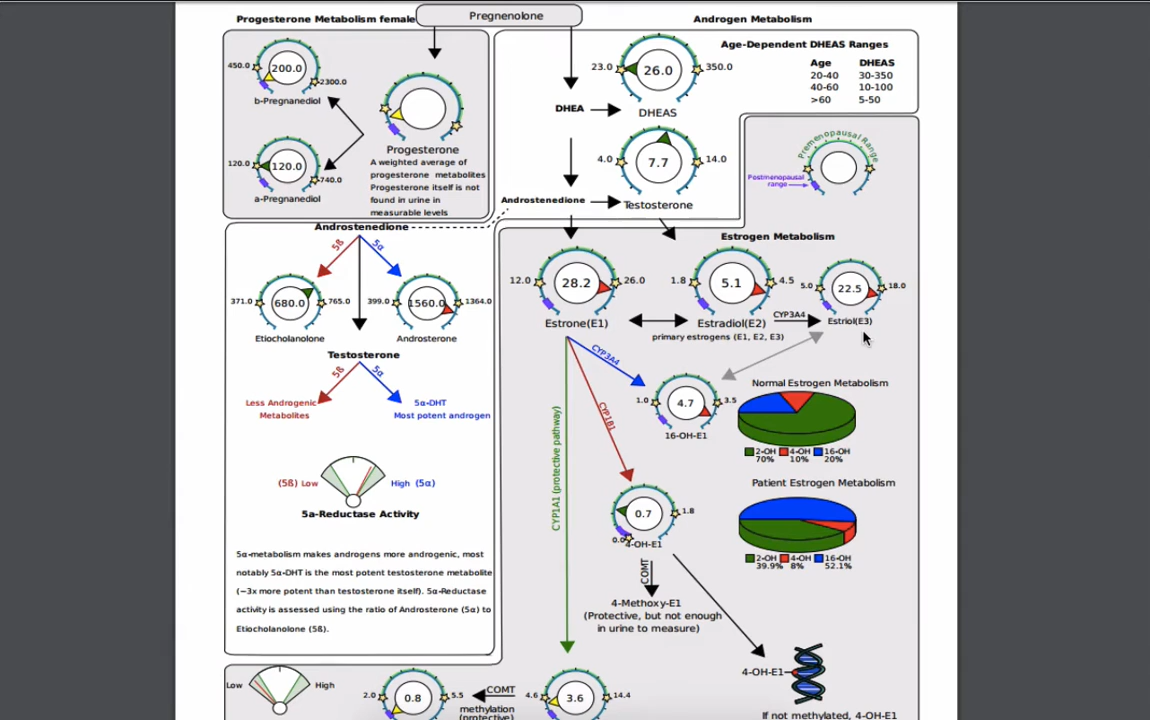 Progesterone Metabolism female
Pregnenolone
Androgen Metabolism
450.0
200.0
2300.0
b-Pregnanediol
120.0
120.0
740.0
a-Pregnanediol
Progesterone
A weighted average of
progesterone metabolites
Progesterone itself is not
found in urine in
measurable levels
DHEA
23.0
26.0
350.0
DHEAS
Age-Dependent DHEAS Ranges
Age DHEAS
20-40 30-350
40-60 10-100
>60 5-50
4.0
7.7
14.0
Androstenedione
Testosterone
Premenopausal Range
Postmenopausal
range
Androstenedione
5ß
5α
371.0
680.0
765.0
Etiocholanolone
399.0
1560.0
1364.0
Androsterone
Testosterone
5ß
5α
Less Androgenic
Metabolites
5α-DHT
Most potent androgen
(5ß) Low
High (5α)
5a-Reductase Activity
5α-metabolism makes androgens more androgenic, most
notably 5α-DHT is the most potent testosterone metabolite
(~3x more potent than testosterone itself). 5α-Reductase
activity is assessed using the ratio of Androsterone (5α) to
Etiocholanolone (5ß).
Estrogen Metabolism
12.0
28.2
26.0
Estrone(E1)
1.8
5.1
4.5
Estradiol(E2)
primary estrogens (E1, E2, E3)
CYP3A4
5.0
22.5
18.0
Estriol(E3)
CYP3A4
CYP1B1
CYP1A1 (protective pathway)
1.0
4.7
3.5
16-OH-E1
Normal Estrogen Metabolism
2-OH 4-OH 16-OH
70% 10% 20%
Patient Estrogen Metabolism
2-OH 4-OH 16-OH
39.9% 8% 52.1%
0.7
1.8
0.0
4-OH-E1
COMT
4-Methoxy-E1
(Protective, but not enough
in urine to measure)
4-OH-E1
If not methylated, 4-OH-E1
Low
High
2.0
0.8
5.5
COMT
methylation
(protective)
4.6
3.6
14.4